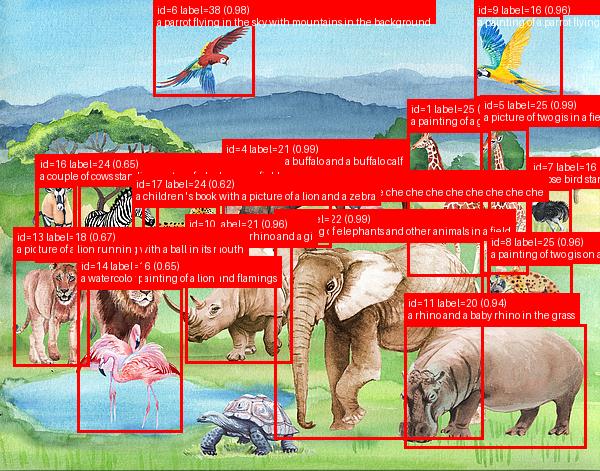 id=6 label=38 (0.98)
a parrot flying in the sky with mountains in the background
id=9 label=16 (0.96)
a painting of a parrot flying
id=1 label=25 (
a painting of a g
id=5 label=25 (0.99)
a picture of two gis in a fie
id=4 label=21 (0.99)
a buffalo and a buffalo calf
id=16 label=24 (0.65)
a couple of cows stan
id=7 label=16
ose bird stan
id=17 label=24 (0.62)
a children's book with a picture of a lion and a zebra
e che che che che che che che che che che
id=10 label=21 (0.96)
rhino and a gi
l=22 (0.99)
of elephants and other animals in a field
id=13 label=18 (0.67)
a picture of a lion running with a ball in its mouth
id=8 label=25 (0.96)
a painting of two gis on a
id=14 label=16 (0.65)
a watercolo painting of a lion and flamings
id=11 label=20 (0.94)
a rhino and a baby rhino in the grass